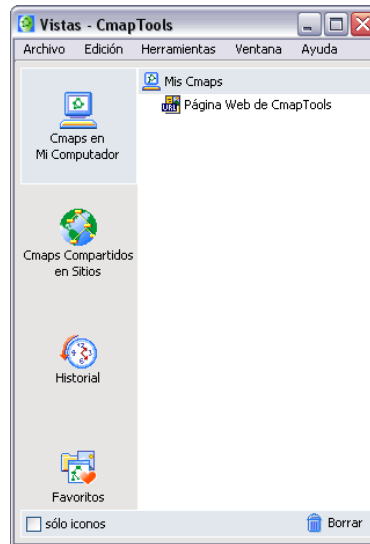 Vistas - CmapTools
Archivo Edición Herramientas Ventana Ayuda
Mis Cmaps
URL Página Web de CmapTools
Cmaps en
Mi Computador
Cmaps Compartidos
en Sitios
Historial
Favoritos
sólo iconos
Borrar